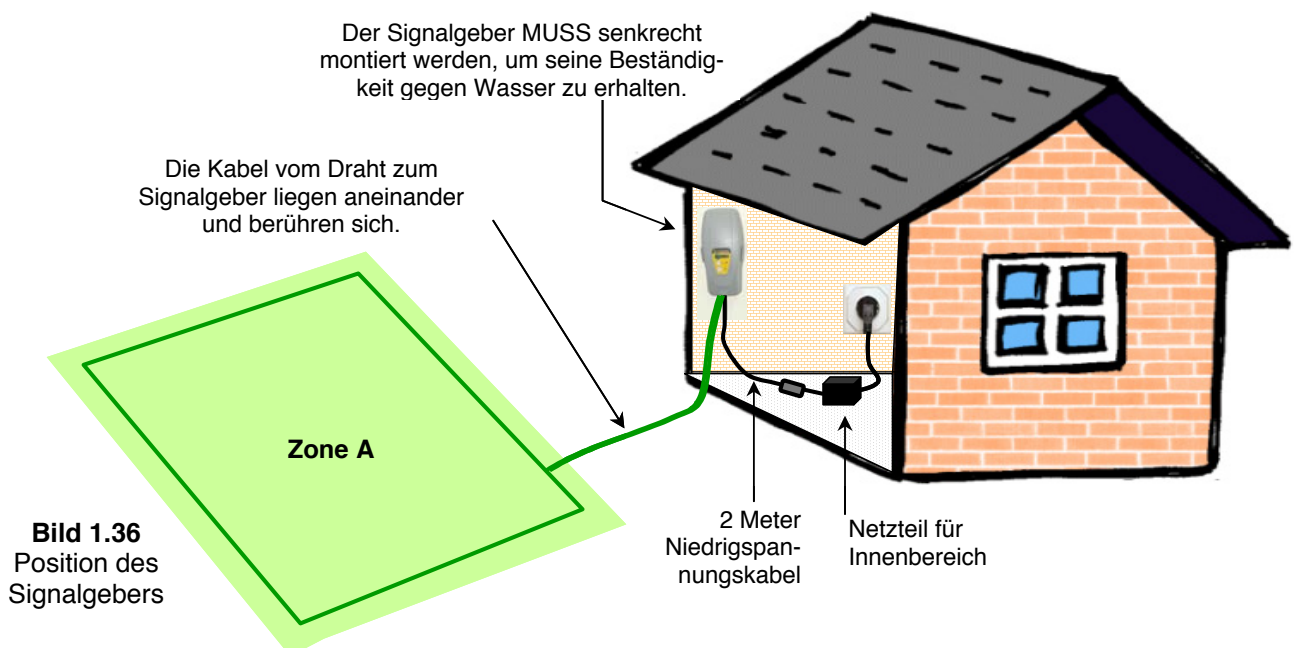 Der Signalgeber MUSS senkrecht
montiert werden, um seine Beständig-
keit gegen Wasser zu erhalten.
Die Kabel vom Draht zum
Signalgeber liegen aneinander
und berühren sich.
Zone A
Bild 1.36
Position des
Signalgebers
2 Meter
Niedrigspan-
nungskabel
Netzteil für
Innenbereich